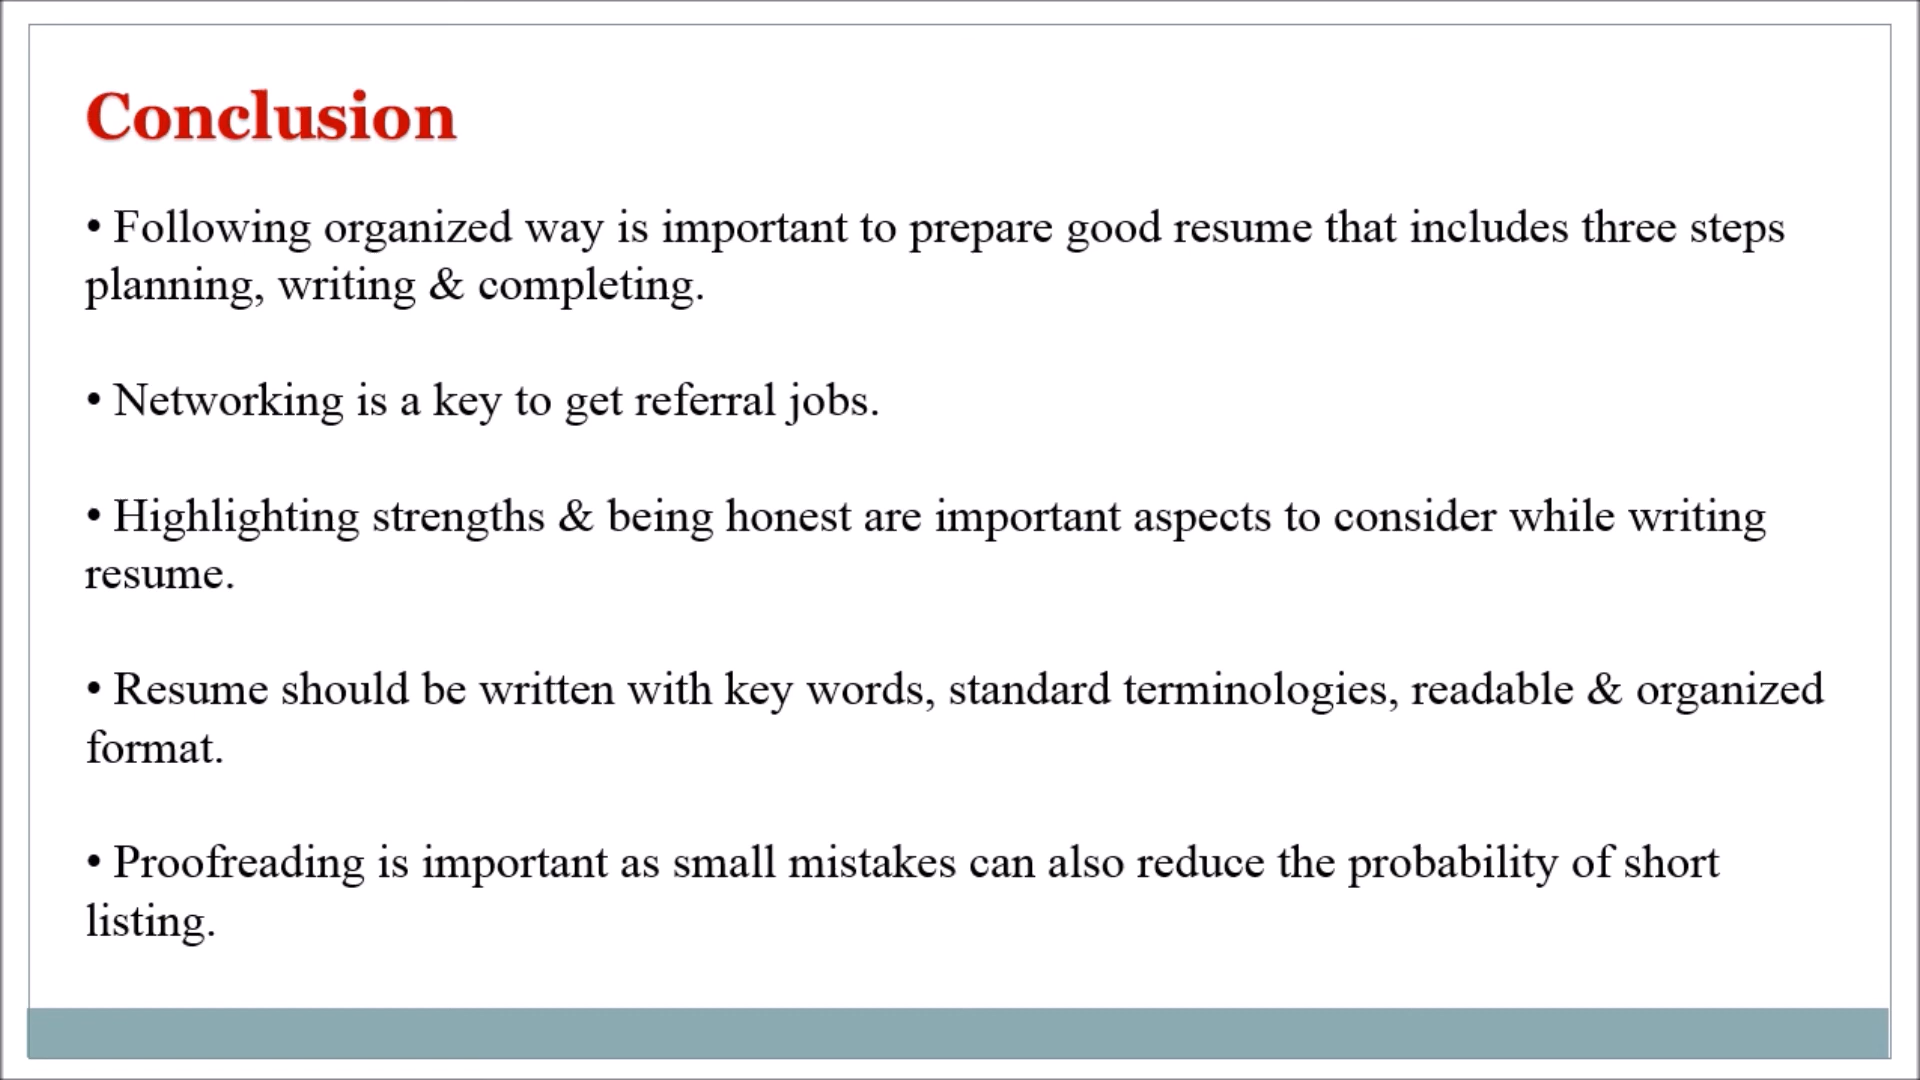 Conclusion
• Following organized way is important to prepare good resume that includes three steps
planning, writing & completing.
• Networking is a key to get referral jobs.
• Highlighting strengths & being honest are important aspects to consider while writing
resume.
• Resume should be written with key words, standard terminologies, readable & organized
format.
• Proofreading is important as small mistakes can also reduce the probability of short
listing.